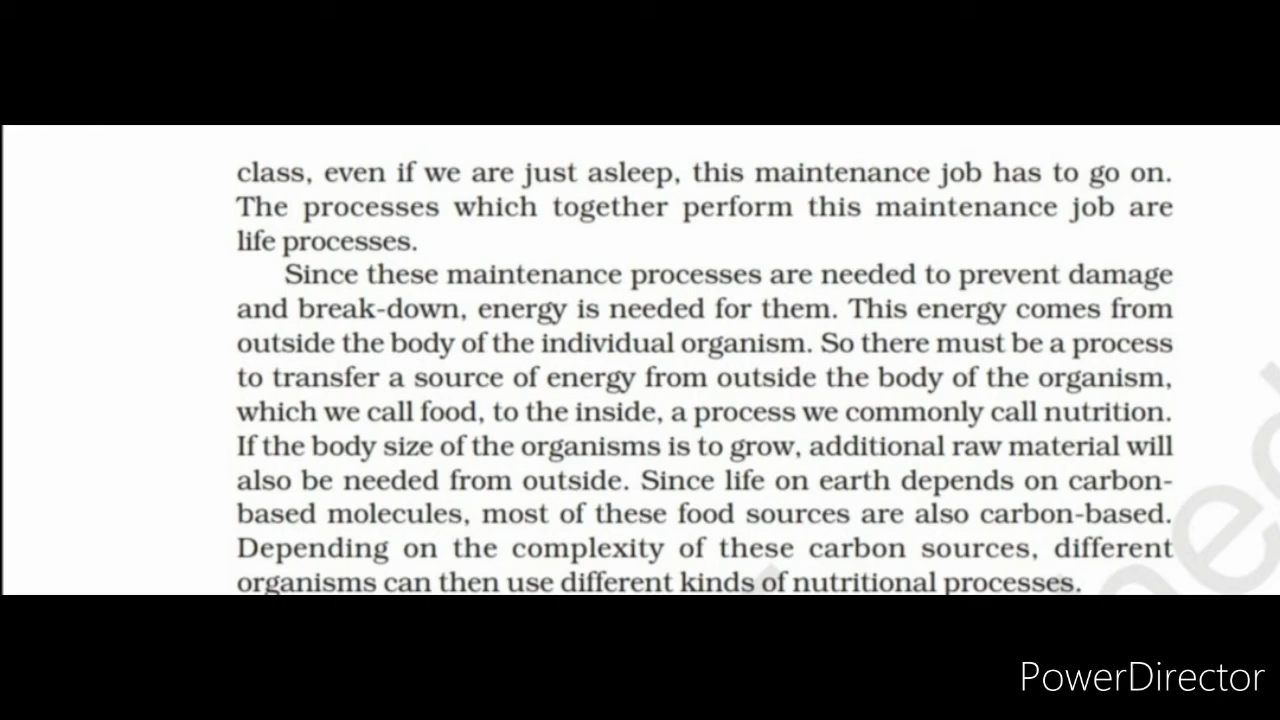 class, even if we are just asleep, this maintenance job has to go on.
The processes which together perform this maintenance job are
life processes.
Since these maintenance processes are needed to prevent damage
and break-down, energy is needed for them. This energy comes from
outside the body of the individual organism. So there must be a process
to transfer a source of energy from outside the body of the organism,
which we call food, to the inside, a process we commonly call nutrition.
If the body size of the organisms is to grow, additional raw material will
also be needed from outside. Since life on earth depends on carbon-
based molecules, most of these food sources are also carbon-based.
Depending on the complexity of these carbon sources, different
organisms can then use different kinds of nutritional processes.
PowerDirector